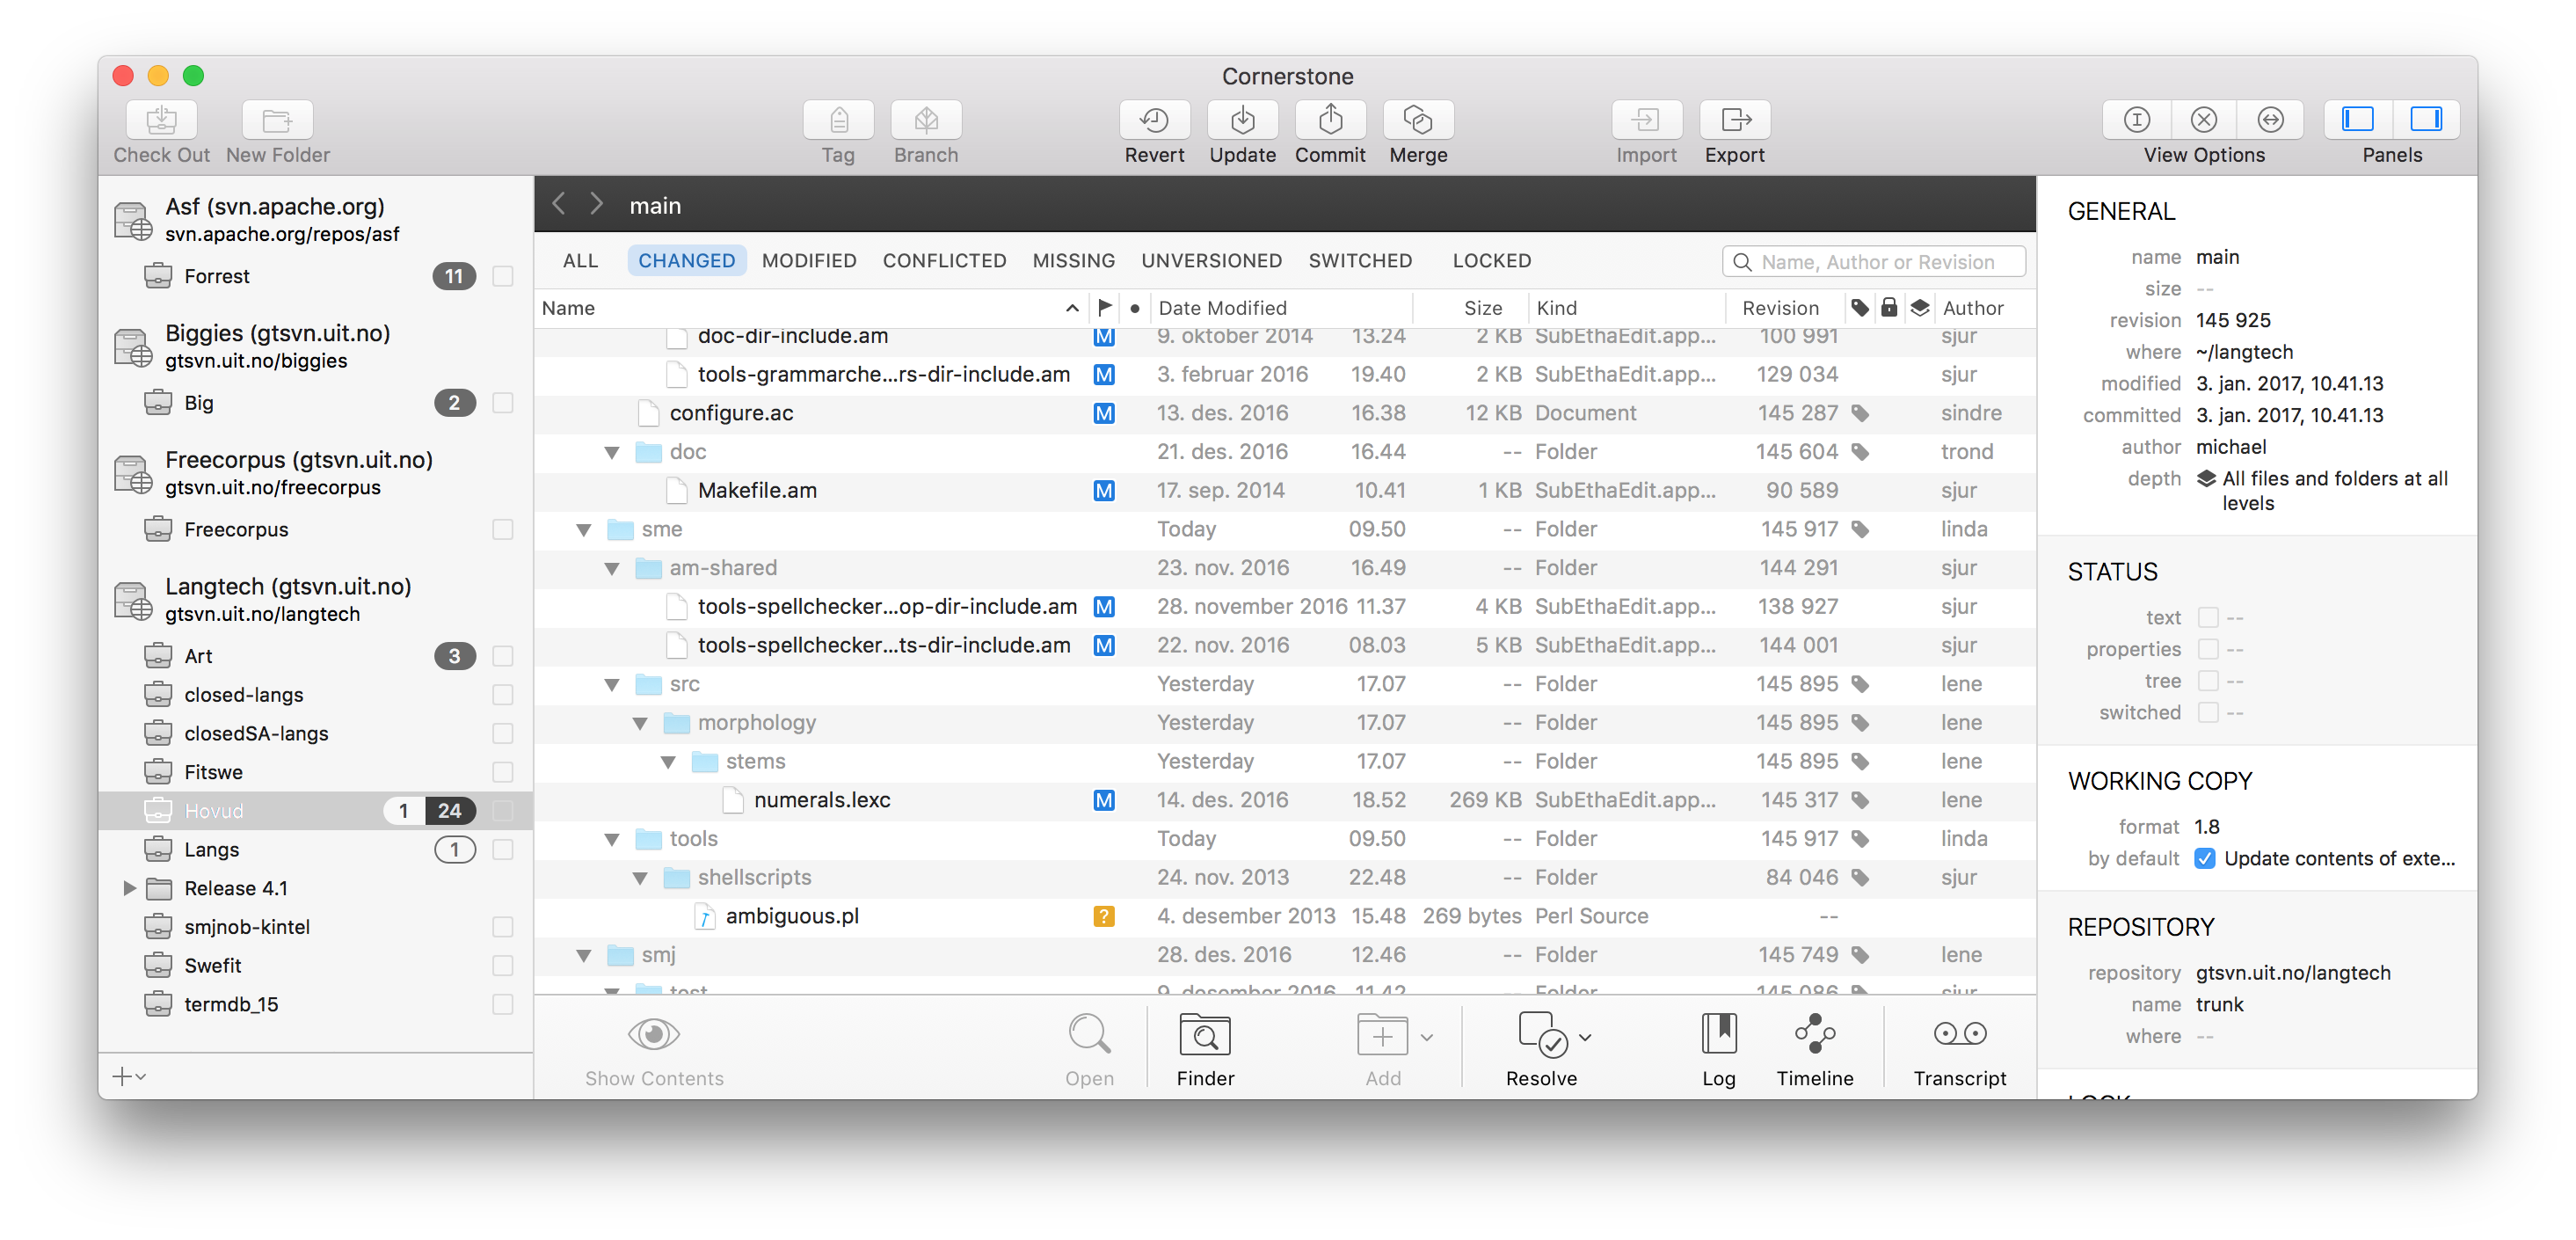 Cornerstone
Check Out New Folder Tag Branch Revert Update Commit Merge Import Export View Options Panels
Asf (svn.apache.org)
svn.apache.org/repos/asf
Forrest 11
Biggies (gtsvn.uit.no)
gtsvn.uit.no/biggies
Big 2
Freecorpus (gtsvn.uit.no)
gtsvn.uit.no/freecorpus
Freecorpus
Langtech (gtsvn.uit.no)
gtsvn.uit.no/langtech
Art 3
closed-langs
closedSA-langs
Fitswe
Hovud 1 24
Langs 1
Release 4.1
smjnob-kintel
Swefit
termdb_15
main
ALL CHANGED MODIFIED CONFLICTED MISSING UNVERSIONED SWITCHED LOCKED Name, Author or Revision
Name Date Modified Size Kind Revision Author
doc-dir-include.am M 9. oktober 2014 13.24 2 KB SubEthaEdit.app... 100 991 sjur
tools-grammarche...rs-dir-include.am M 3. februar 2016 19.40 2 KB SubEthaEdit.app... 129 034 sjur
configure.ac M 13. des. 2016 16.38 12 KB Document 145 287 sindre
doc 21. des. 2016 16.44 -- Folder 145 604 trond
Makefile.am M 17. sep. 2014 10.41 1 KB SubEthaEdit.app... 90 589 sjur
sme Today 09.50 -- Folder 145 917 linda
am-shared 23. nov. 2016 16.49 -- Folder 144 291 sjur
tools-spellchecker...op-dir-include.am M 28. november 2016 11.37 4 KB SubEthaEdit.app... 138 927 sjur
tools-spellchecker...ts-dir-include.am M 22. nov. 2016 08.03 5 KB SubEthaEdit.app... 144 001 sjur
src Yesterday 17.07 -- Folder 145 895 lene
morphology Yesterday 17.07 -- Folder 145 895 lene
stems Yesterday 17.07 -- Folder 145 895 lene
numerals.lexc M 14. des. 2016 18.52 269 KB SubEthaEdit.app... 145 317 lene
tools Today 09.50 -- Folder 145 917 linda
shellscripts 24. nov. 2013 22.48 -- Folder 84 046 sjur
ambiguous.pl ? 4. desember 2013 15.48 269 bytes Perl Source --
smj 28. des. 2016 12.46 -- Folder 145 749 lene
test 9. desember 2016 11.42 -- Folder 145 086 sjur
Show Contents Open Finder Add Resolve Log Timeline Transcript
GENERAL
name main
size --
revision 145 925
where ~/langtech
modified 3. jan. 2017, 10.41.13
committed 3. jan. 2017, 10.41.13
author michael
depth All files and folders at all
levels
STATUS
text --
properties --
tree --
switched --
WORKING COPY
format 1.8
by default Update contents of exte...
REPOSITORY
repository gtsvn.uit.no/langtech
name trunk
where --
LOCK